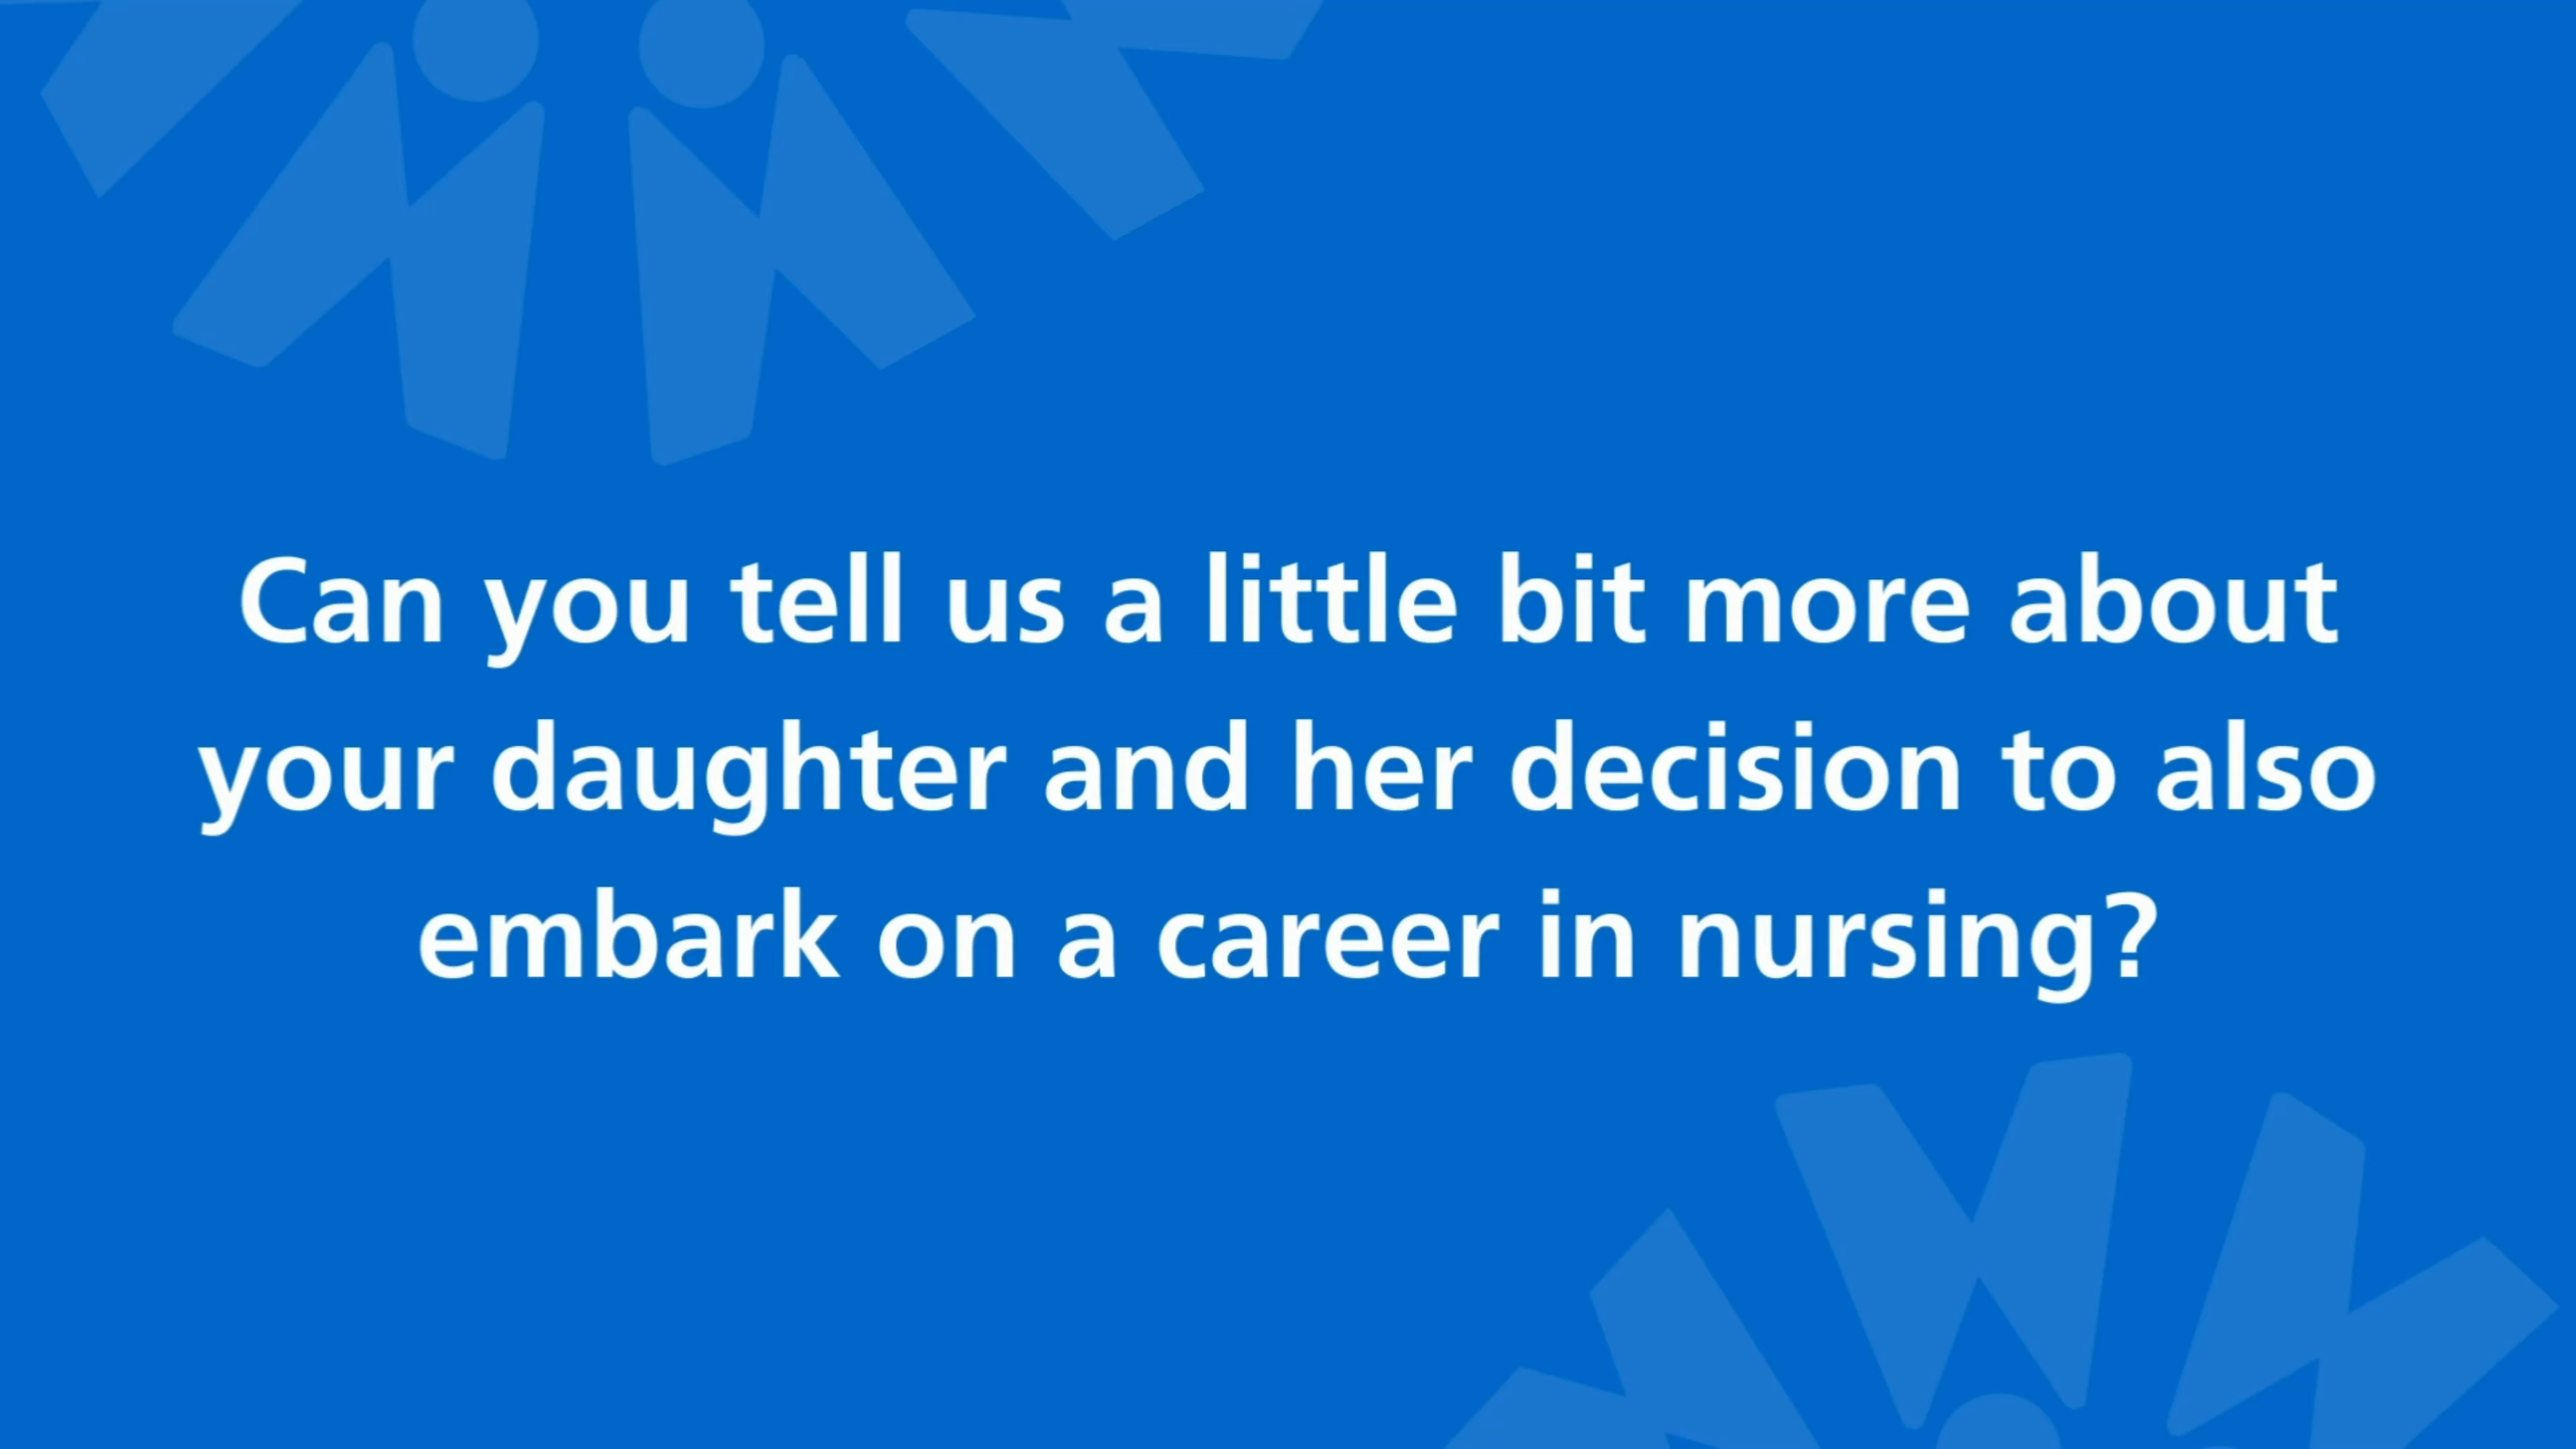 Can you tell us a little bit more about
your daughter and her decision to also
embark on a career in nursing?